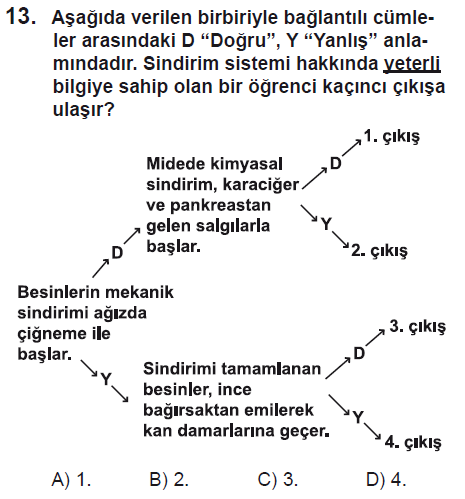 13. Aşağıda verilen birbiriyle bağlantılı cümle-
ler arasındaki D “Doğru”, Y “Yanlış” anla-
mındadır. Sindirim sistemi hakkında yeterli
bilgiye sahip olan bir öğrenci kaçıncı çıkışa
ulaşır?
1. çıkış
D
Midede kimyasal
sindirim, karaciğer
ve pankreastan
gelen salgılarla
başlar.
Y
2. çıkış
D
Besinlerin mekanik
sindirimi ağızda
çiğneme ile
başlar.
Y
3. çıkış
D
Sindirimi tamamlanan
besinler, ince
bağırsaktan emilerek
kan damarlarına geçer.
Y
4. çıkış
A) 1. B) 2. C) 3. D) 4.